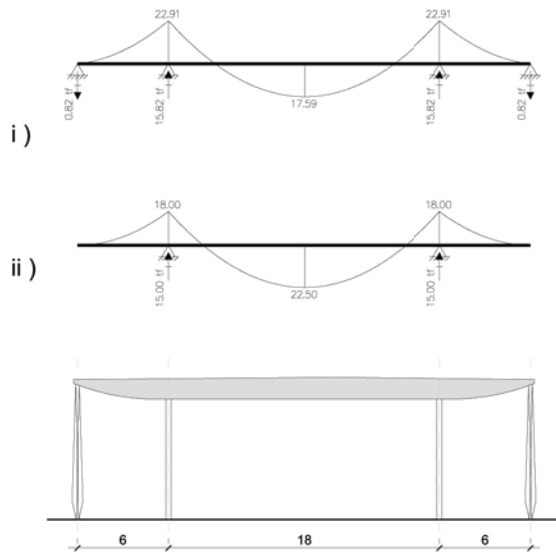 22.91 22.91
0.82 tf 15.82 tf 17.59 15.82 tf 0.82 tf
i )
18.00 18.00
15.00 tf 22.50 15.00 tf
ii )
6 18 6